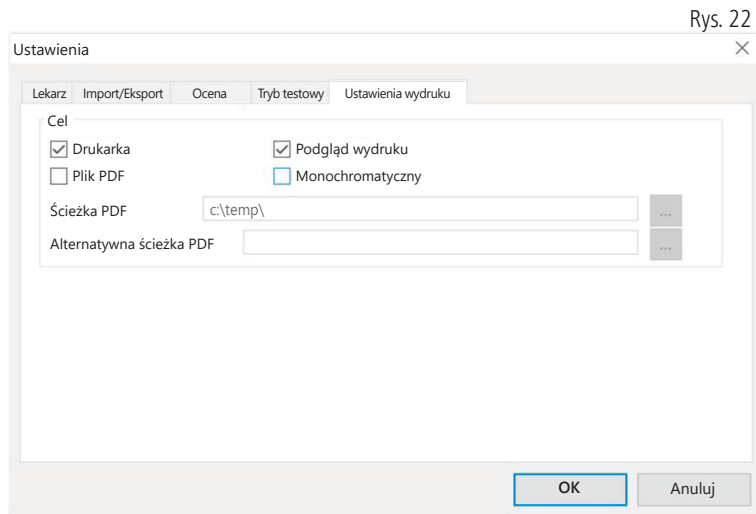 Rys. 22
Ustawienia
Lekarz Import/Eksport Ocena Tryb testowy Ustawienia wydruku
Cel
Drukarka Podgląd wydruku
Plik PDF Monochromatyczny
Ścieżka PDF c:\temp\ ...
Alternatywna ścieżka PDF ...
OK Anuluj